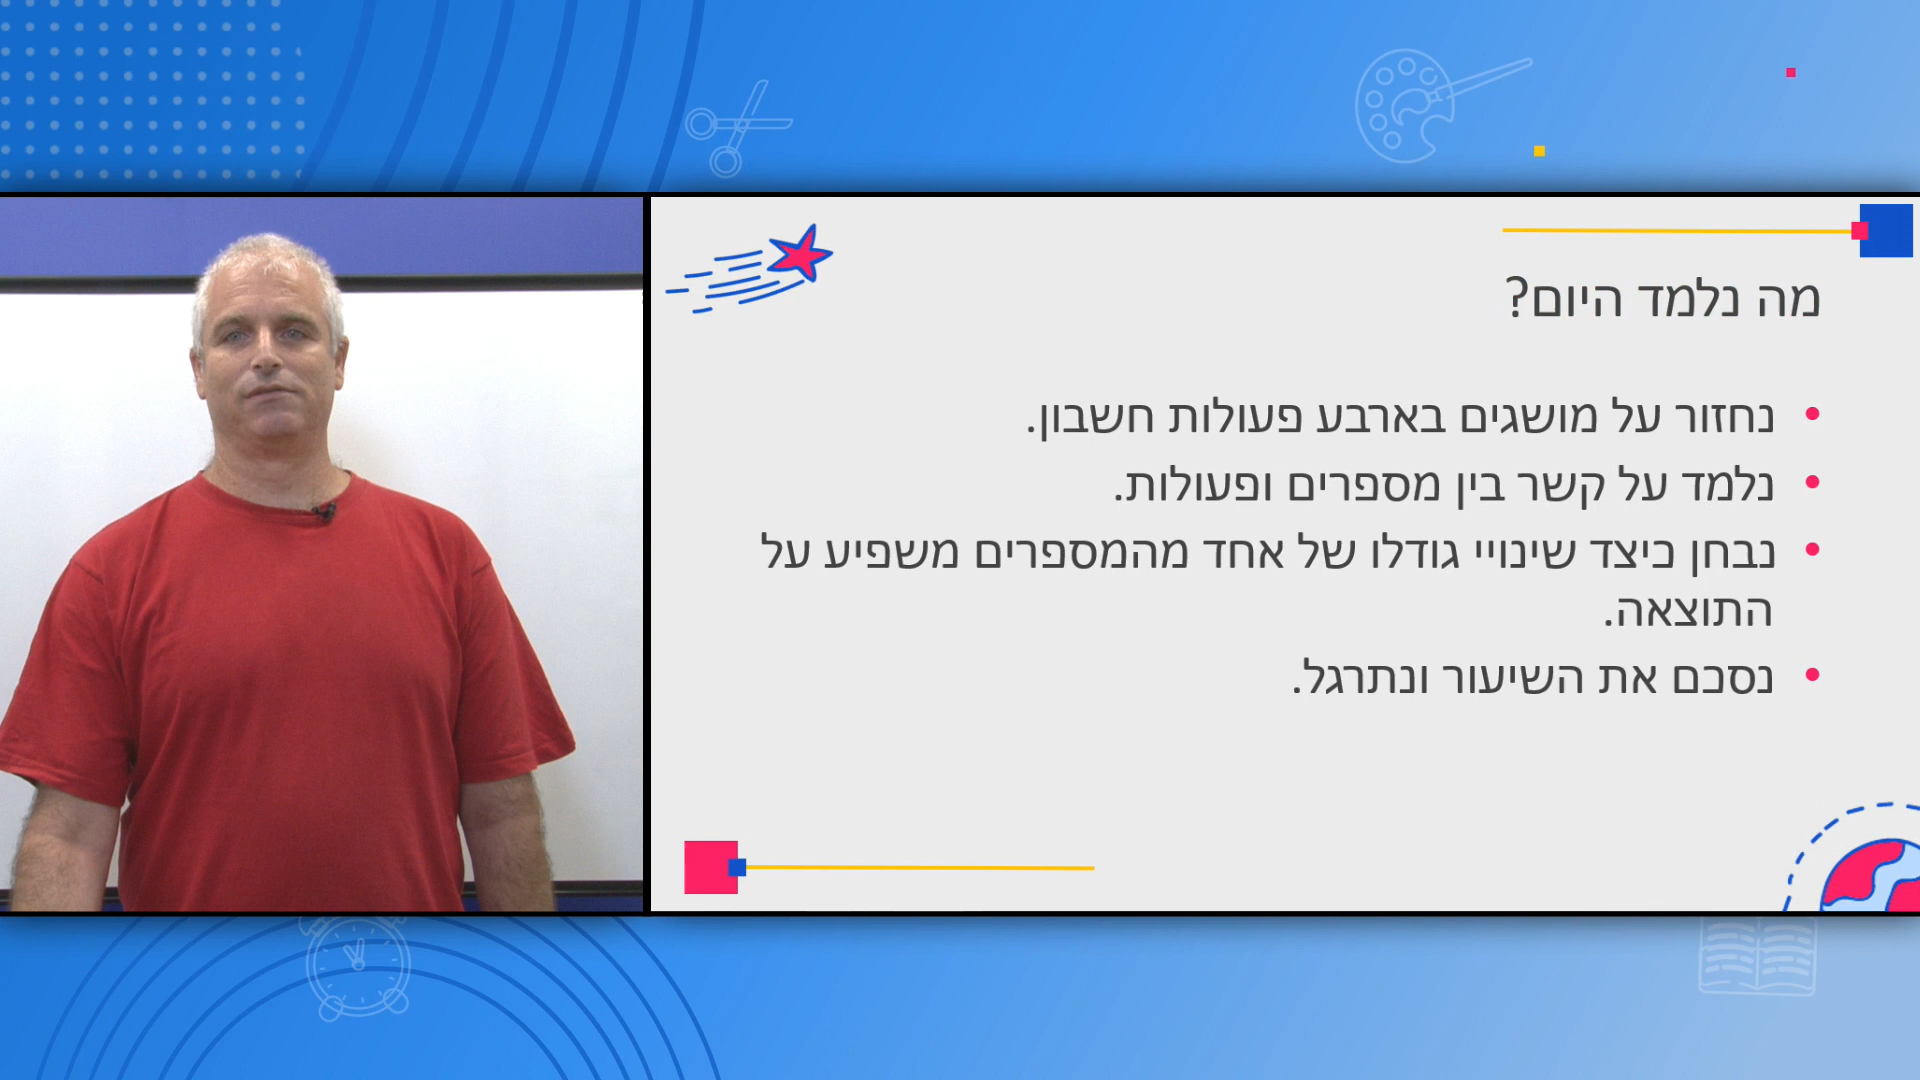 מה נלמד היום?
• נחזור על מושגים בארבע פעולות חשבון.
• נלמד על קשר בין מספרים ופעולות.
• נבחן כיצד שינויי גודלו של אחד מהמספרים משפיע על
התוצאה.
• נסכם את השיעור ונתרגל.